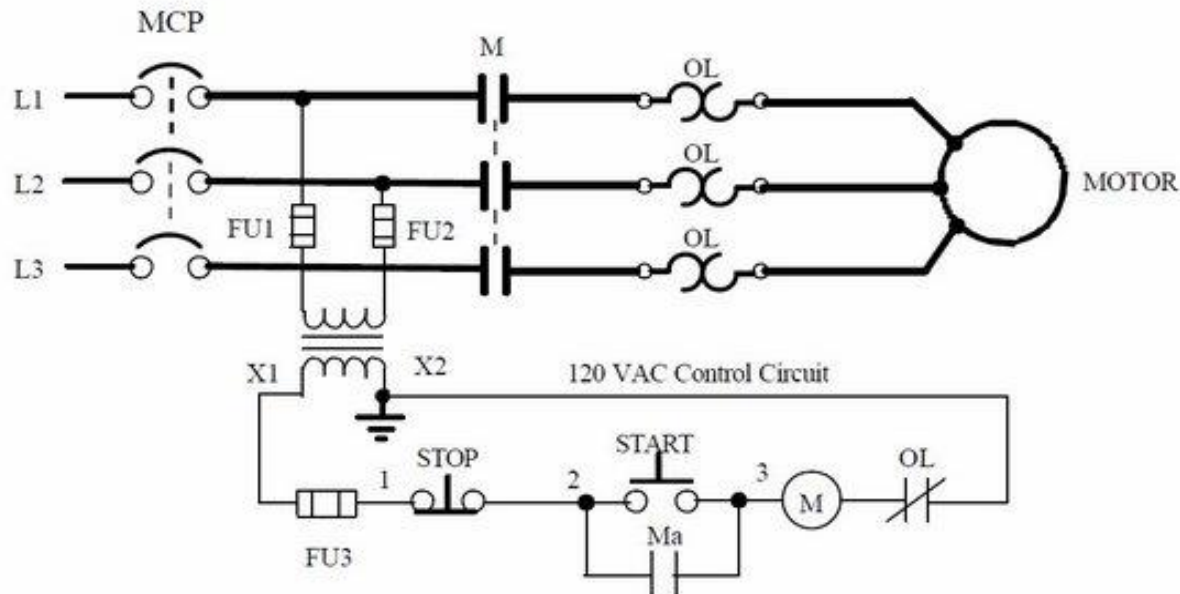 MCP
M
OL
L1
OL
L2
MOTOR
FU1
FU2
OL
L3
X1
X2
120 VAC Control Circuit
STOP
START
OL
1
2
3
M
Ma
FU3